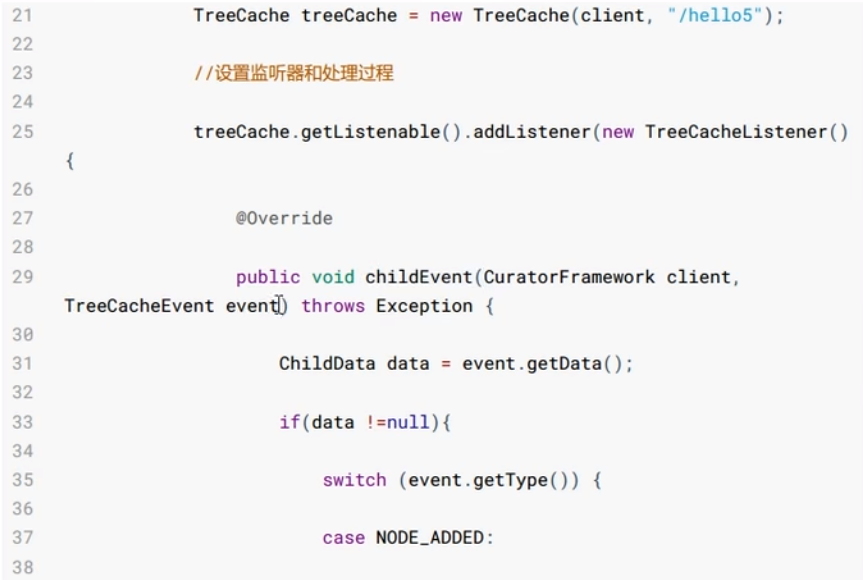 21 TreeCache treeCache = new TreeCache(client, "/hello5");
22
23 //设置监听器和处理过程
24
25 treeCache.getListenable().addListener(new TreeCacheListener()
{
26
27 @Override
28
29 public void childEvent(CuratorFramework client,
TreeCacheEvent event) throws Exception {
30
31 ChildData data = event.getData();
32
33 if(data !=null){
34
35 switch (event.getType()) {
36
37 case NODE_ADDED:
38